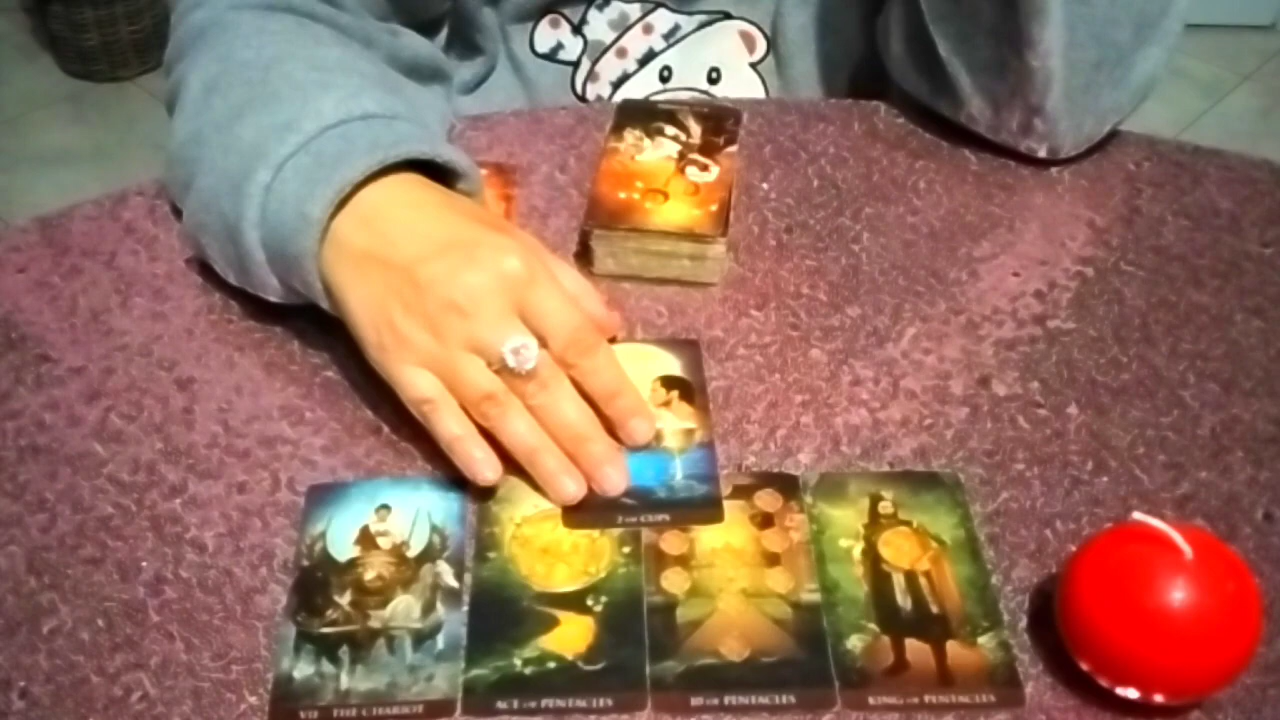 2 OF CUPS
VII THE CHARIOT
ACE OF PENTACLES
10 OF PENTACLES
KING OF PENTACLES